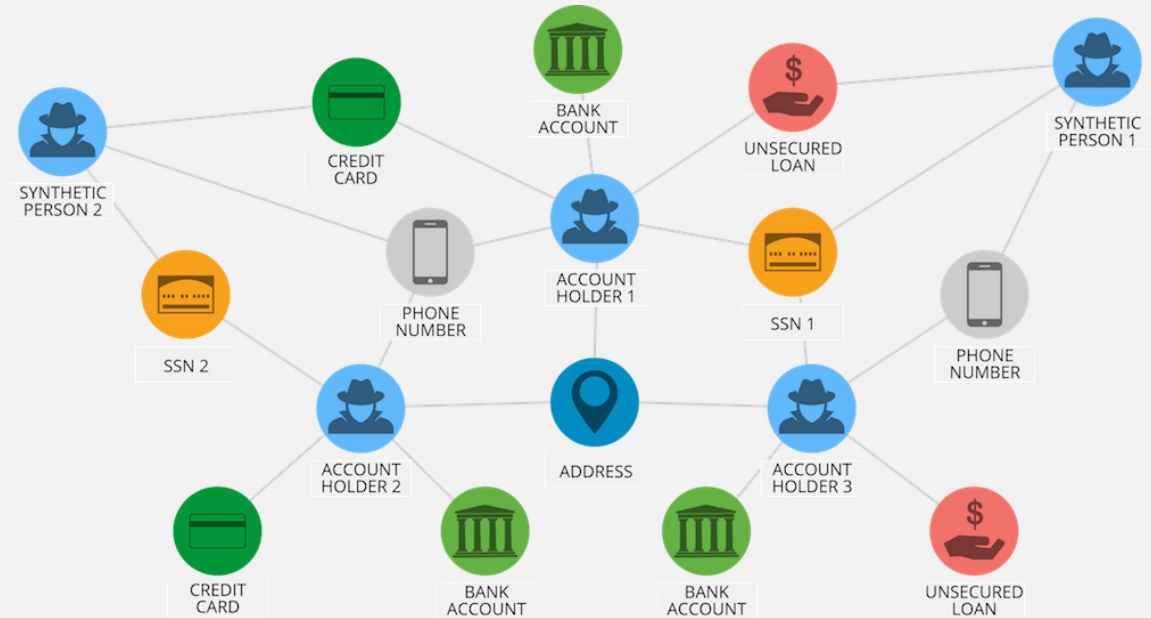 BANK
ACCOUNT
SYNTHETIC
PERSON 1
UNSECURED
LOAN
CREDIT
CARD
SYNTHETIC
PERSON 2
ACCOUNT
HOLDER 1
PHONE
NUMBER
SSN 1
PHONE
NUMBER
SSN 2
ACCOUNT
HOLDER 2
ADDRESS
ACCOUNT
HOLDER 3
CREDIT
CARD
BANK
ACCOUNT
BANK
ACCOUNT
UNSECURED
LOAN
$
$